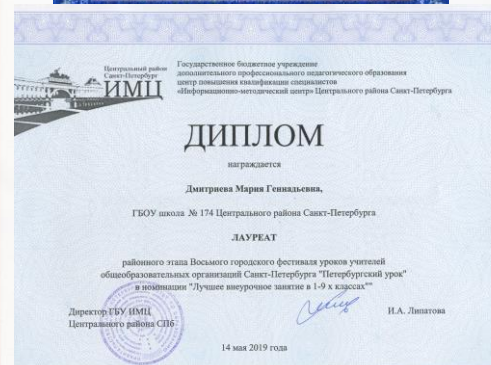 Центральный район
Санкт-Петербург
ИМЦ
Государственное бюджетное учреждение
дополнительного профессионального педагогического образования
центр повышения квалификации специалистов
«Информационно-методический центр» Центрального района Санкт-Петербурга
ДИПЛОМ
награждается
Дмитриева Мария Геннадьевна,
ГБОУ школа № 174 Центрального района Санкт-Петербурга
ЛАУРЕАТ
районного этапа Восьмого городского фестиваля уроков учителей
общеобразовательных организаций Санкт-Петербурга "Петербургский урок"
в номинации "Лучшее внеурочное занятие в 1-9 х классах""
Директор ГБУ ИМЦ
Центрального района СПб
И.А. Липатова
14 мая 2019 года